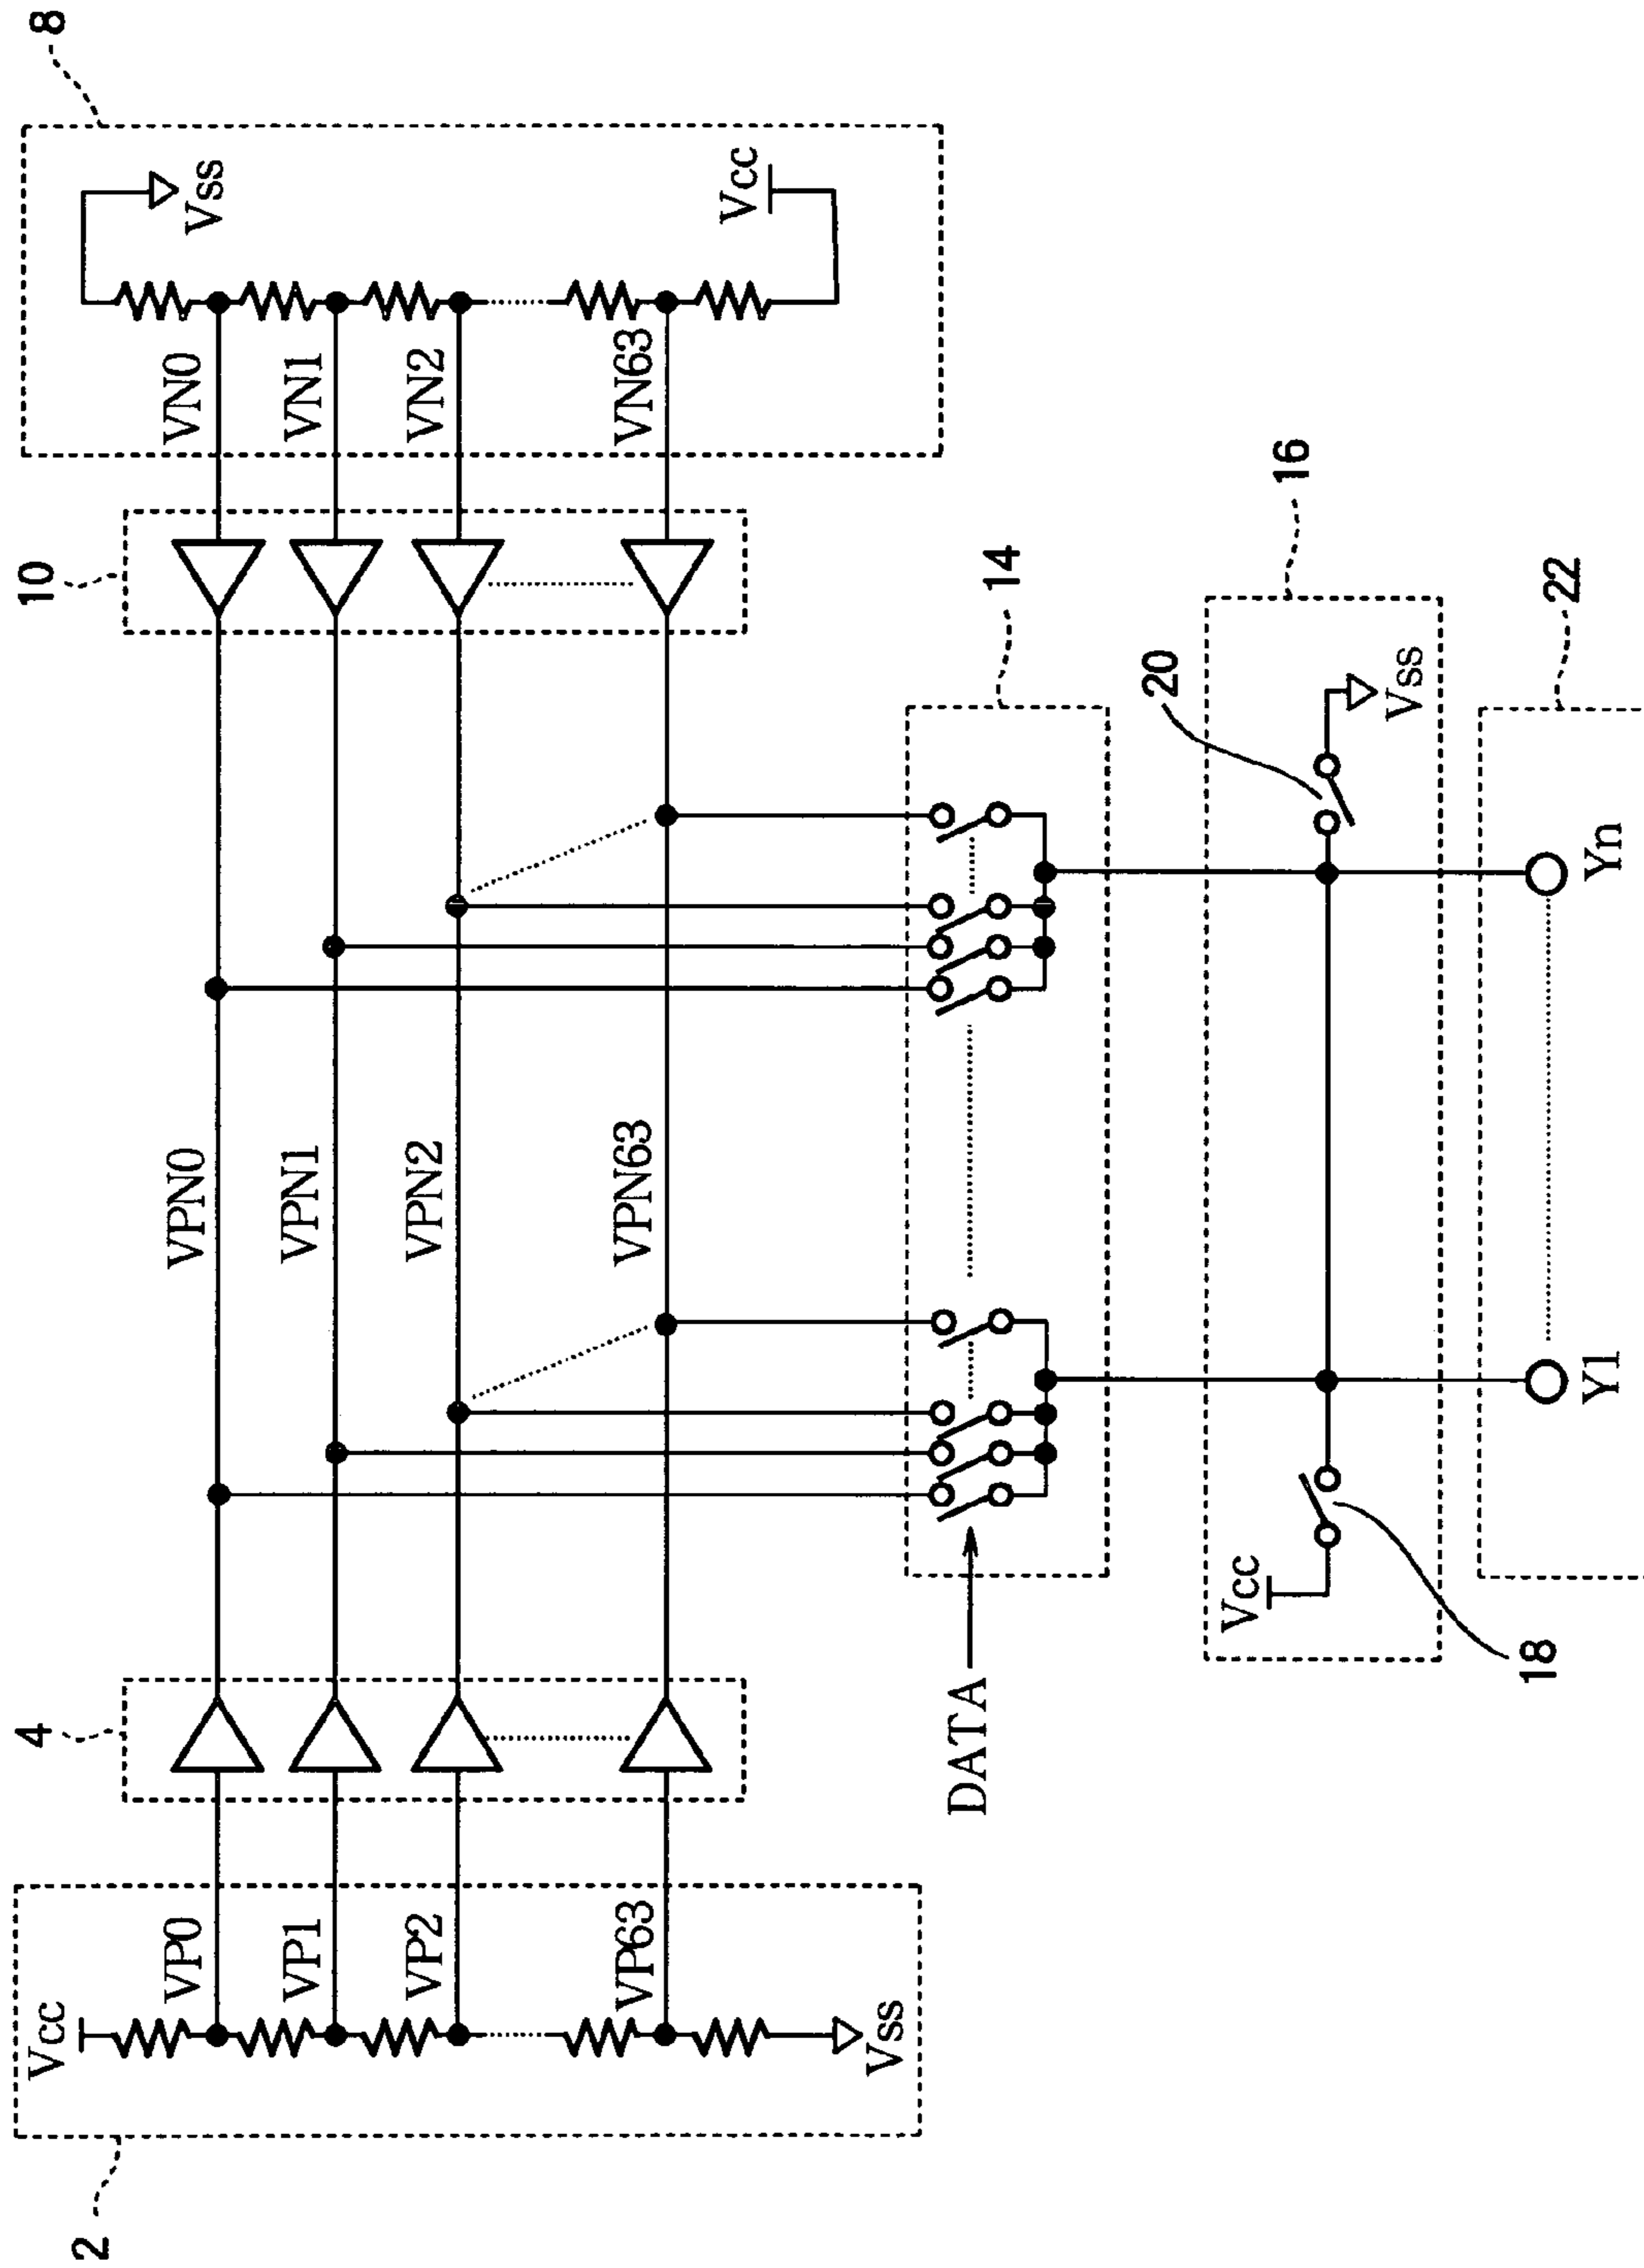 8
Vss
Vcc
VN0
VN1
VN2
VN63
10
14
16
22
20
Vss
Yn
VPN0
VPN1
VPN2
VPN63
Y1
Vcc
18
4
DATA
Vcc
VP0
VP1
VP2
VP63
Vss
2